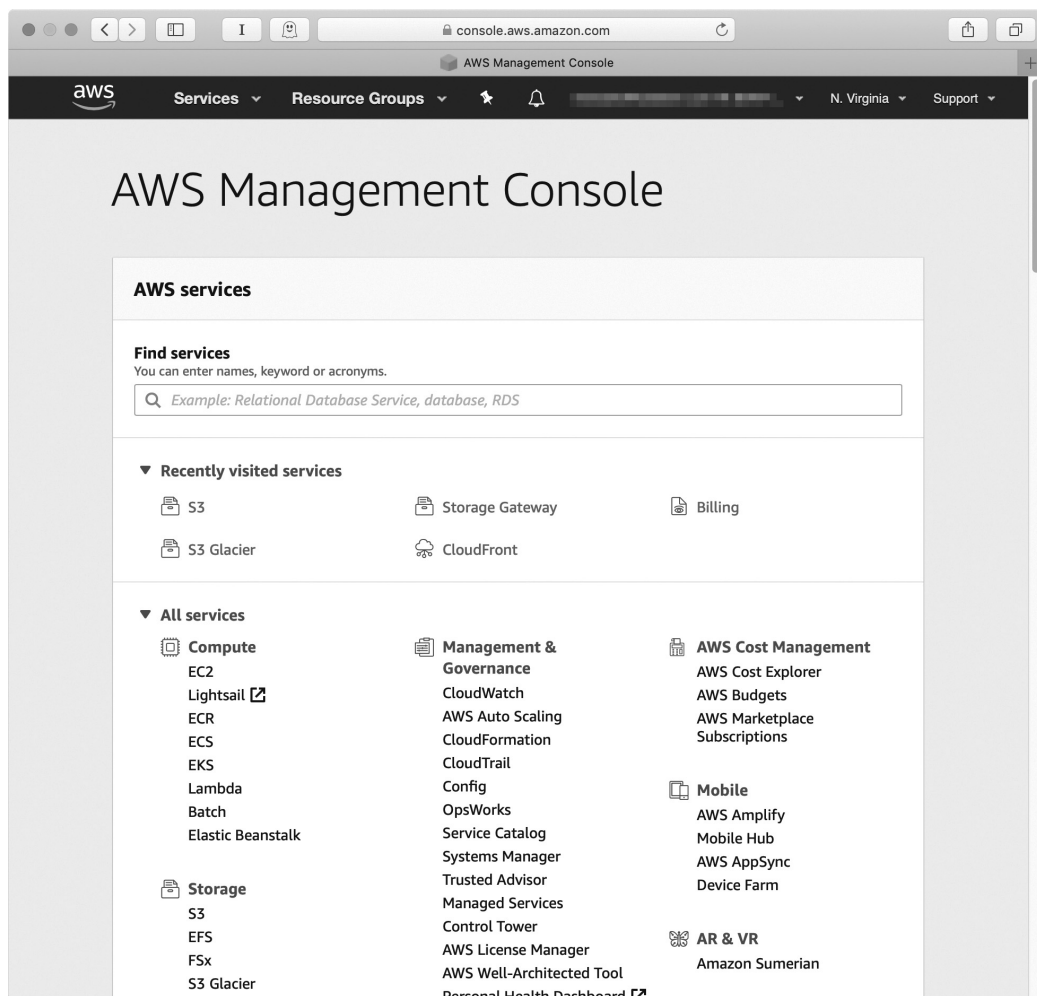 I
console.aws.amazon.com
AWS Management Console
aws
Services
Resource Groups
N. Virginia
Support
AWS Management Console
AWS services
Find services
You can enter names, keyword or acronyms.
Example: Relational Database Service, database, RDS
Recently visited services
S3
Storage Gateway
Billing
S3 Glacier
CloudFront
All services
Compute
EC2
Lightsail
ECR
ECS
EKS
Lambda
Batch
Elastic Beanstalk
Storage
S3
EFS
FSx
S3 Glacier
Management &
Governance
CloudWatch
AWS Auto Scaling
CloudFormation
CloudTrail
Config
OpsWorks
Service Catalog
Systems Manager
Trusted Advisor
Managed Services
Control Tower
AWS License Manager
AWS Well-Architected Tool
Personal Health Dashboard
AWS Cost Management
AWS Cost Explorer
AWS Budgets
AWS Marketplace
Subscriptions
Mobile
AWS Amplify
Mobile Hub
AWS AppSync
Device Farm
AR & VR
Amazon Sumerian